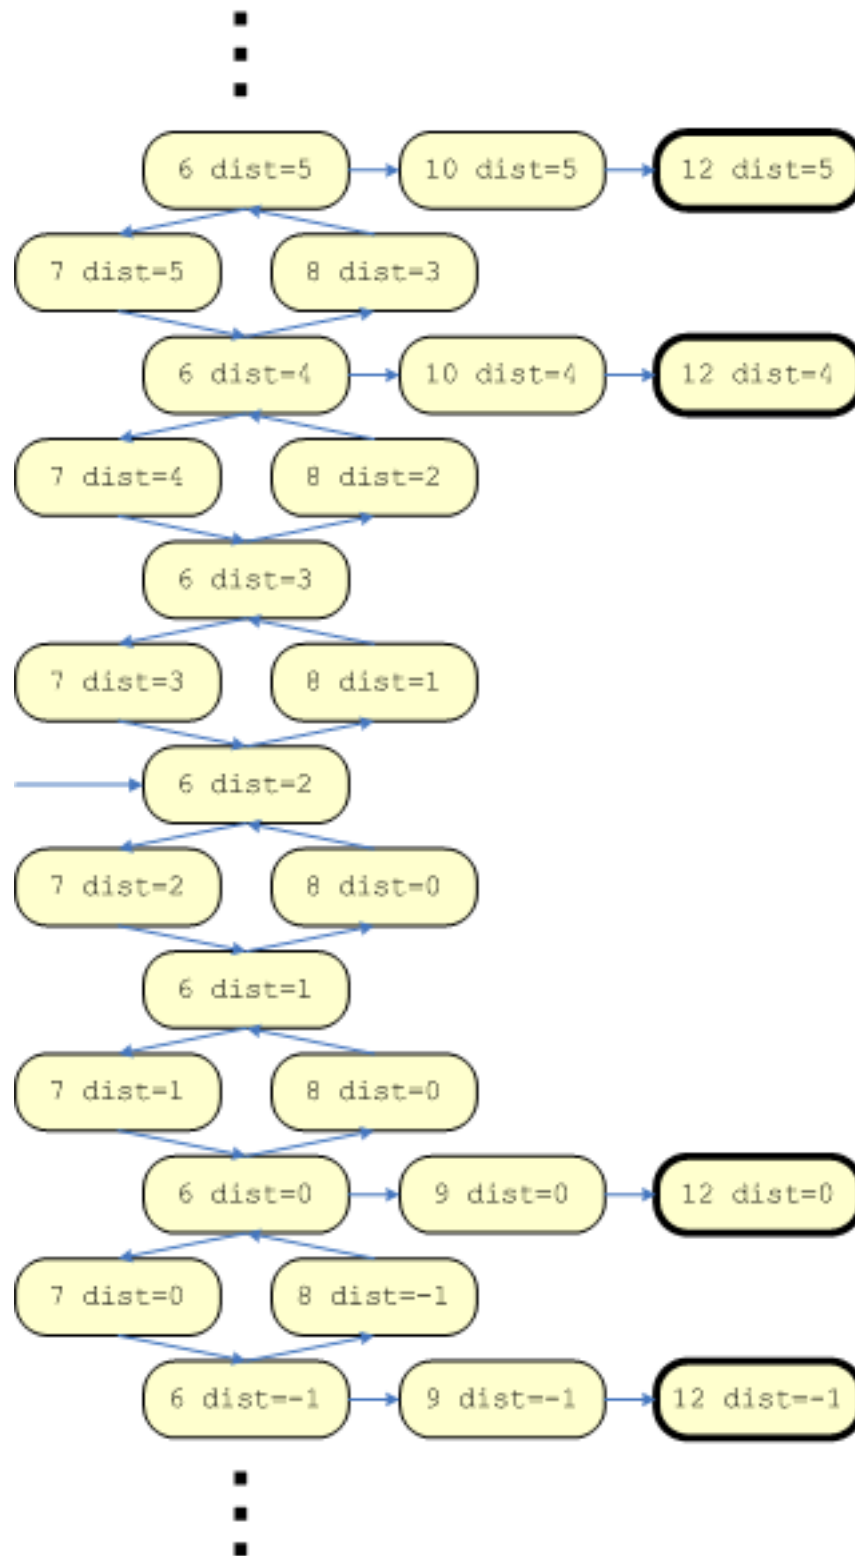 6 dist=5
10 dist=5
12 dist=5
7 dist=5
8 dist=3
6 dist=4
10 dist=4
12 dist=4
7 dist=4
8 dist=2
6 dist=3
7 dist=3
8 dist=1
6 dist=2
7 dist=2
8 dist=0
6 dist=1
7 dist=1
8 dist=0
6 dist=0
9 dist=0
12 dist=0
7 dist=0
8 dist=-1
6 dist=-1
9 dist=-1
12 dist=-1